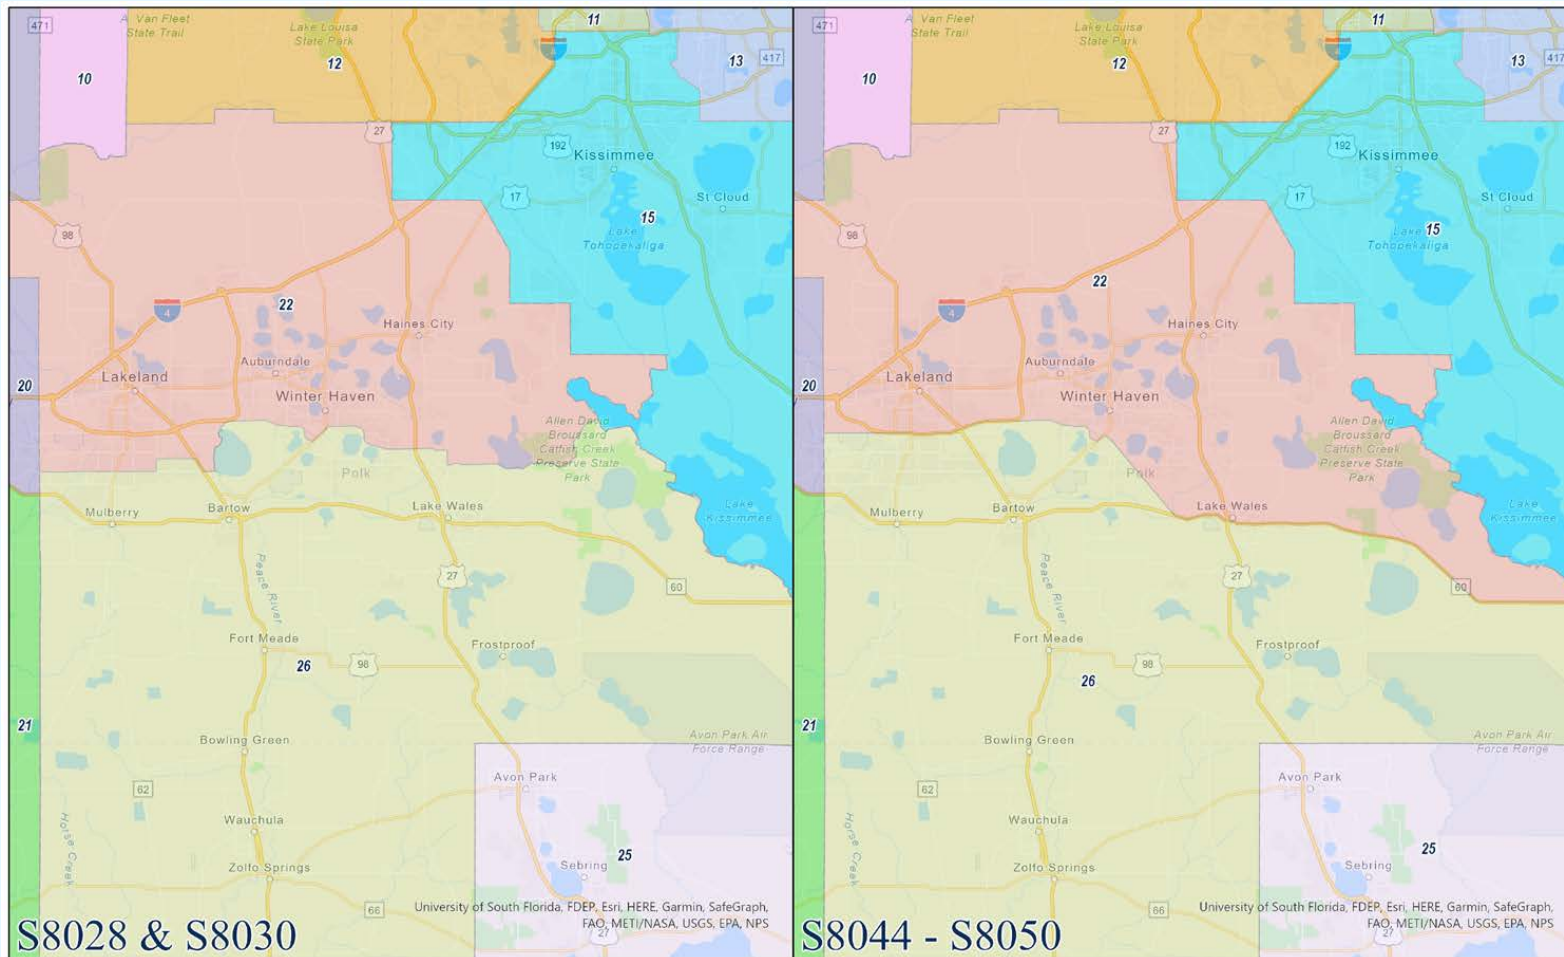 471
A. Van Fleet
State Trail
Lake Louisa
State Park
11
4
13
417
10
12
27
192
Kissimmee
17
St Cloud
15
Lake
Tohopekaliga
98
4
22
Haines City
Auburndale
20
Lakeland
Winter Haven
Allen David
Broussard
Catfish Creek
Preserve State
Park
Polk
Mulberry
Bartow
Lake Wales
Lake
Kissimmee
Peace River
27
60
Fort Meade
Frostproof
26
98
21
Bowling Green
Avon Park Air
Force Range
Avon Park
62
Horse Creek
Wauchula
25
Zolfo Springs
Sebring
66
University of South Florida, FDEP, Esri, HERE, Garmin, SafeGraph,
FAO, METI/NASA, USGS, EPA, NPS
27
S8028 & S8030
471
A. Van Fleet
State Trail
Lake Louisa
State Park
11
4
13
417
10
12
27
192
Kissimmee
17
St Cloud
15
Lake
Tohopekaliga
98
4
22
Haines City
Auburndale
20
Lakeland
Winter Haven
Allen David
Broussard
Catfish Creek
Preserve State
Park
Polk
Mulberry
Bartow
Lake Wales
Lake
Kissimmee
Peace River
27
60
Fort Meade
Frostproof
26
98
21
Bowling Green
Avon Park Air
Force Range
Avon Park
62
Horse Creek
Wauchula
25
Zolfo Springs
Sebring
66
University of South Florida, FDEP, Esri, HERE, Garmin, SafeGraph,
FAO, METI/NASA, USGS, EPA, NPS
27
S8044 - S8050